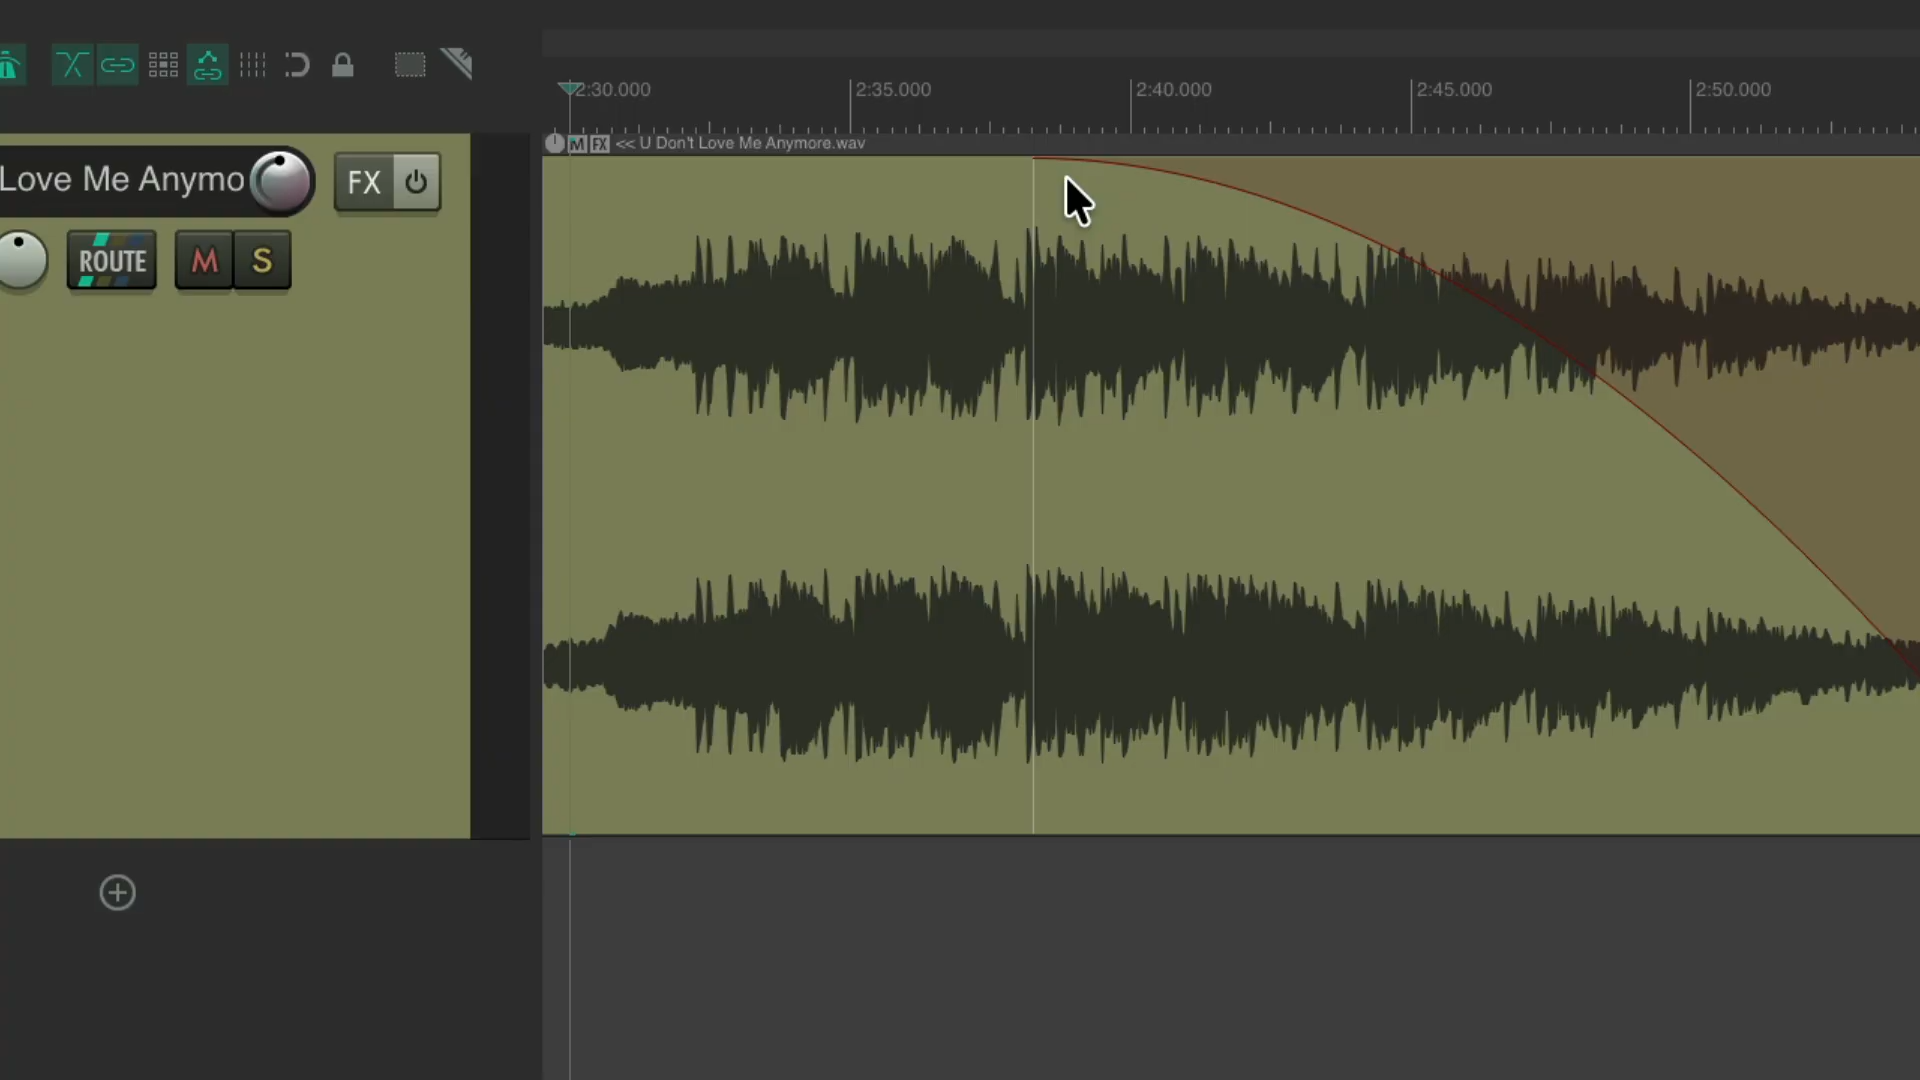 2:30.000 2:35.000 2:40.000 2:45.000 2:50.000
M FX << U Don't Love Me Anymore.wav
Love Me Anymo FX
ROUTE M S